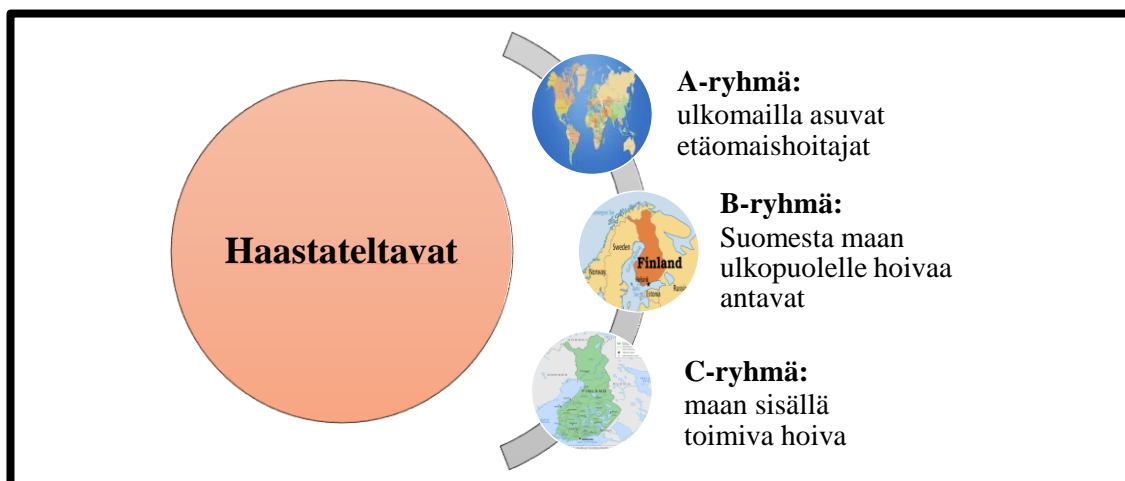 Haastateltavat
A-ryhmä:
ulkomailla asuvat
etäomaishoitajat
B-ryhmä:
Suomesta maan
ulkopuolelle hoivaa
antavat
Sweden
Finland
Norway
Helsinki
Estonia
C-ryhmä:
maan sisällä
toimiva hoiva